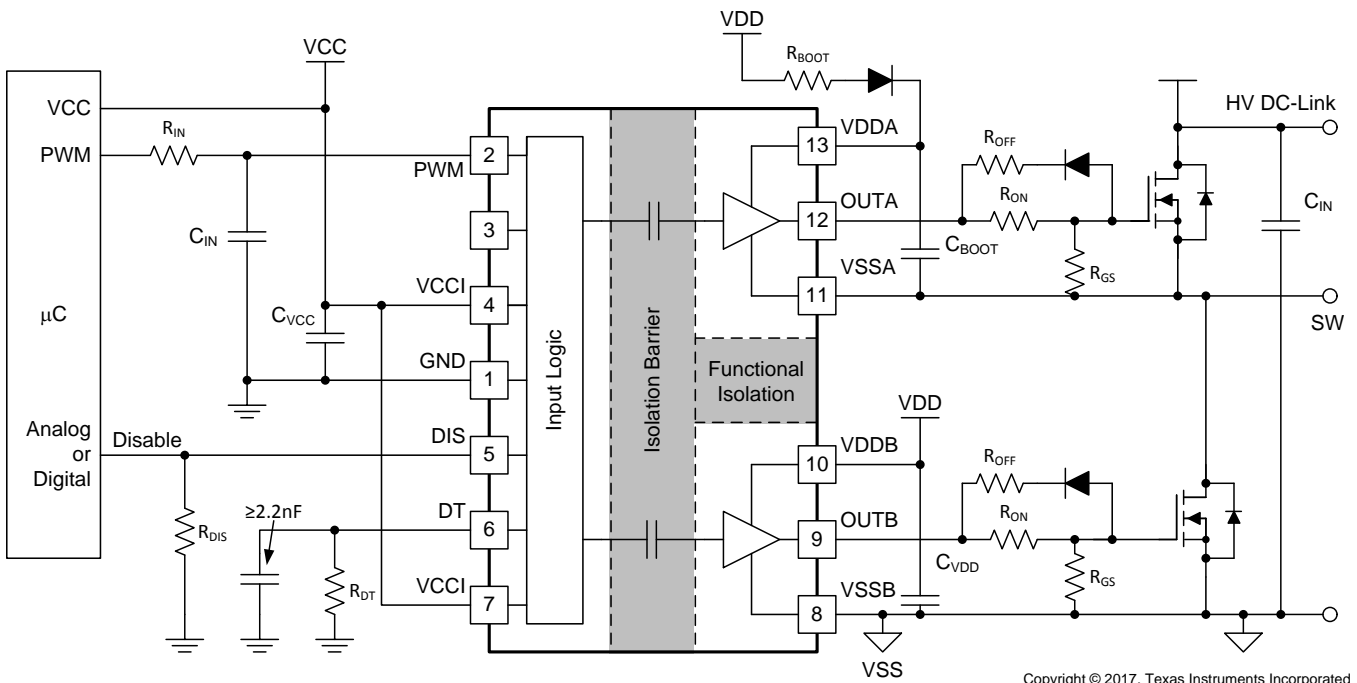 VDD
RBOOT
VCC
VCC
RIN
PWM
μC
Analog
or
Digital
Disable
CIN
CVCC
RDIS
≥2.2nF
RDT
2
PWM
3
VCCI
4
GND
1
DIS
5
DT
6
VCCI
7
Input Logic
Isolation Barrier
Functional
Isolation
VDDA
13
OUTA
12
VSSA
11
CBOOT
ROFF
RON
RGS
HV DC-Link
CIN
SW
VDD
VDDB
10
OUTB
9
VSSB
8
CVDD
ROFF
RON
RGS
VSS
Copyright © 2017, Texas Instruments Incorporated